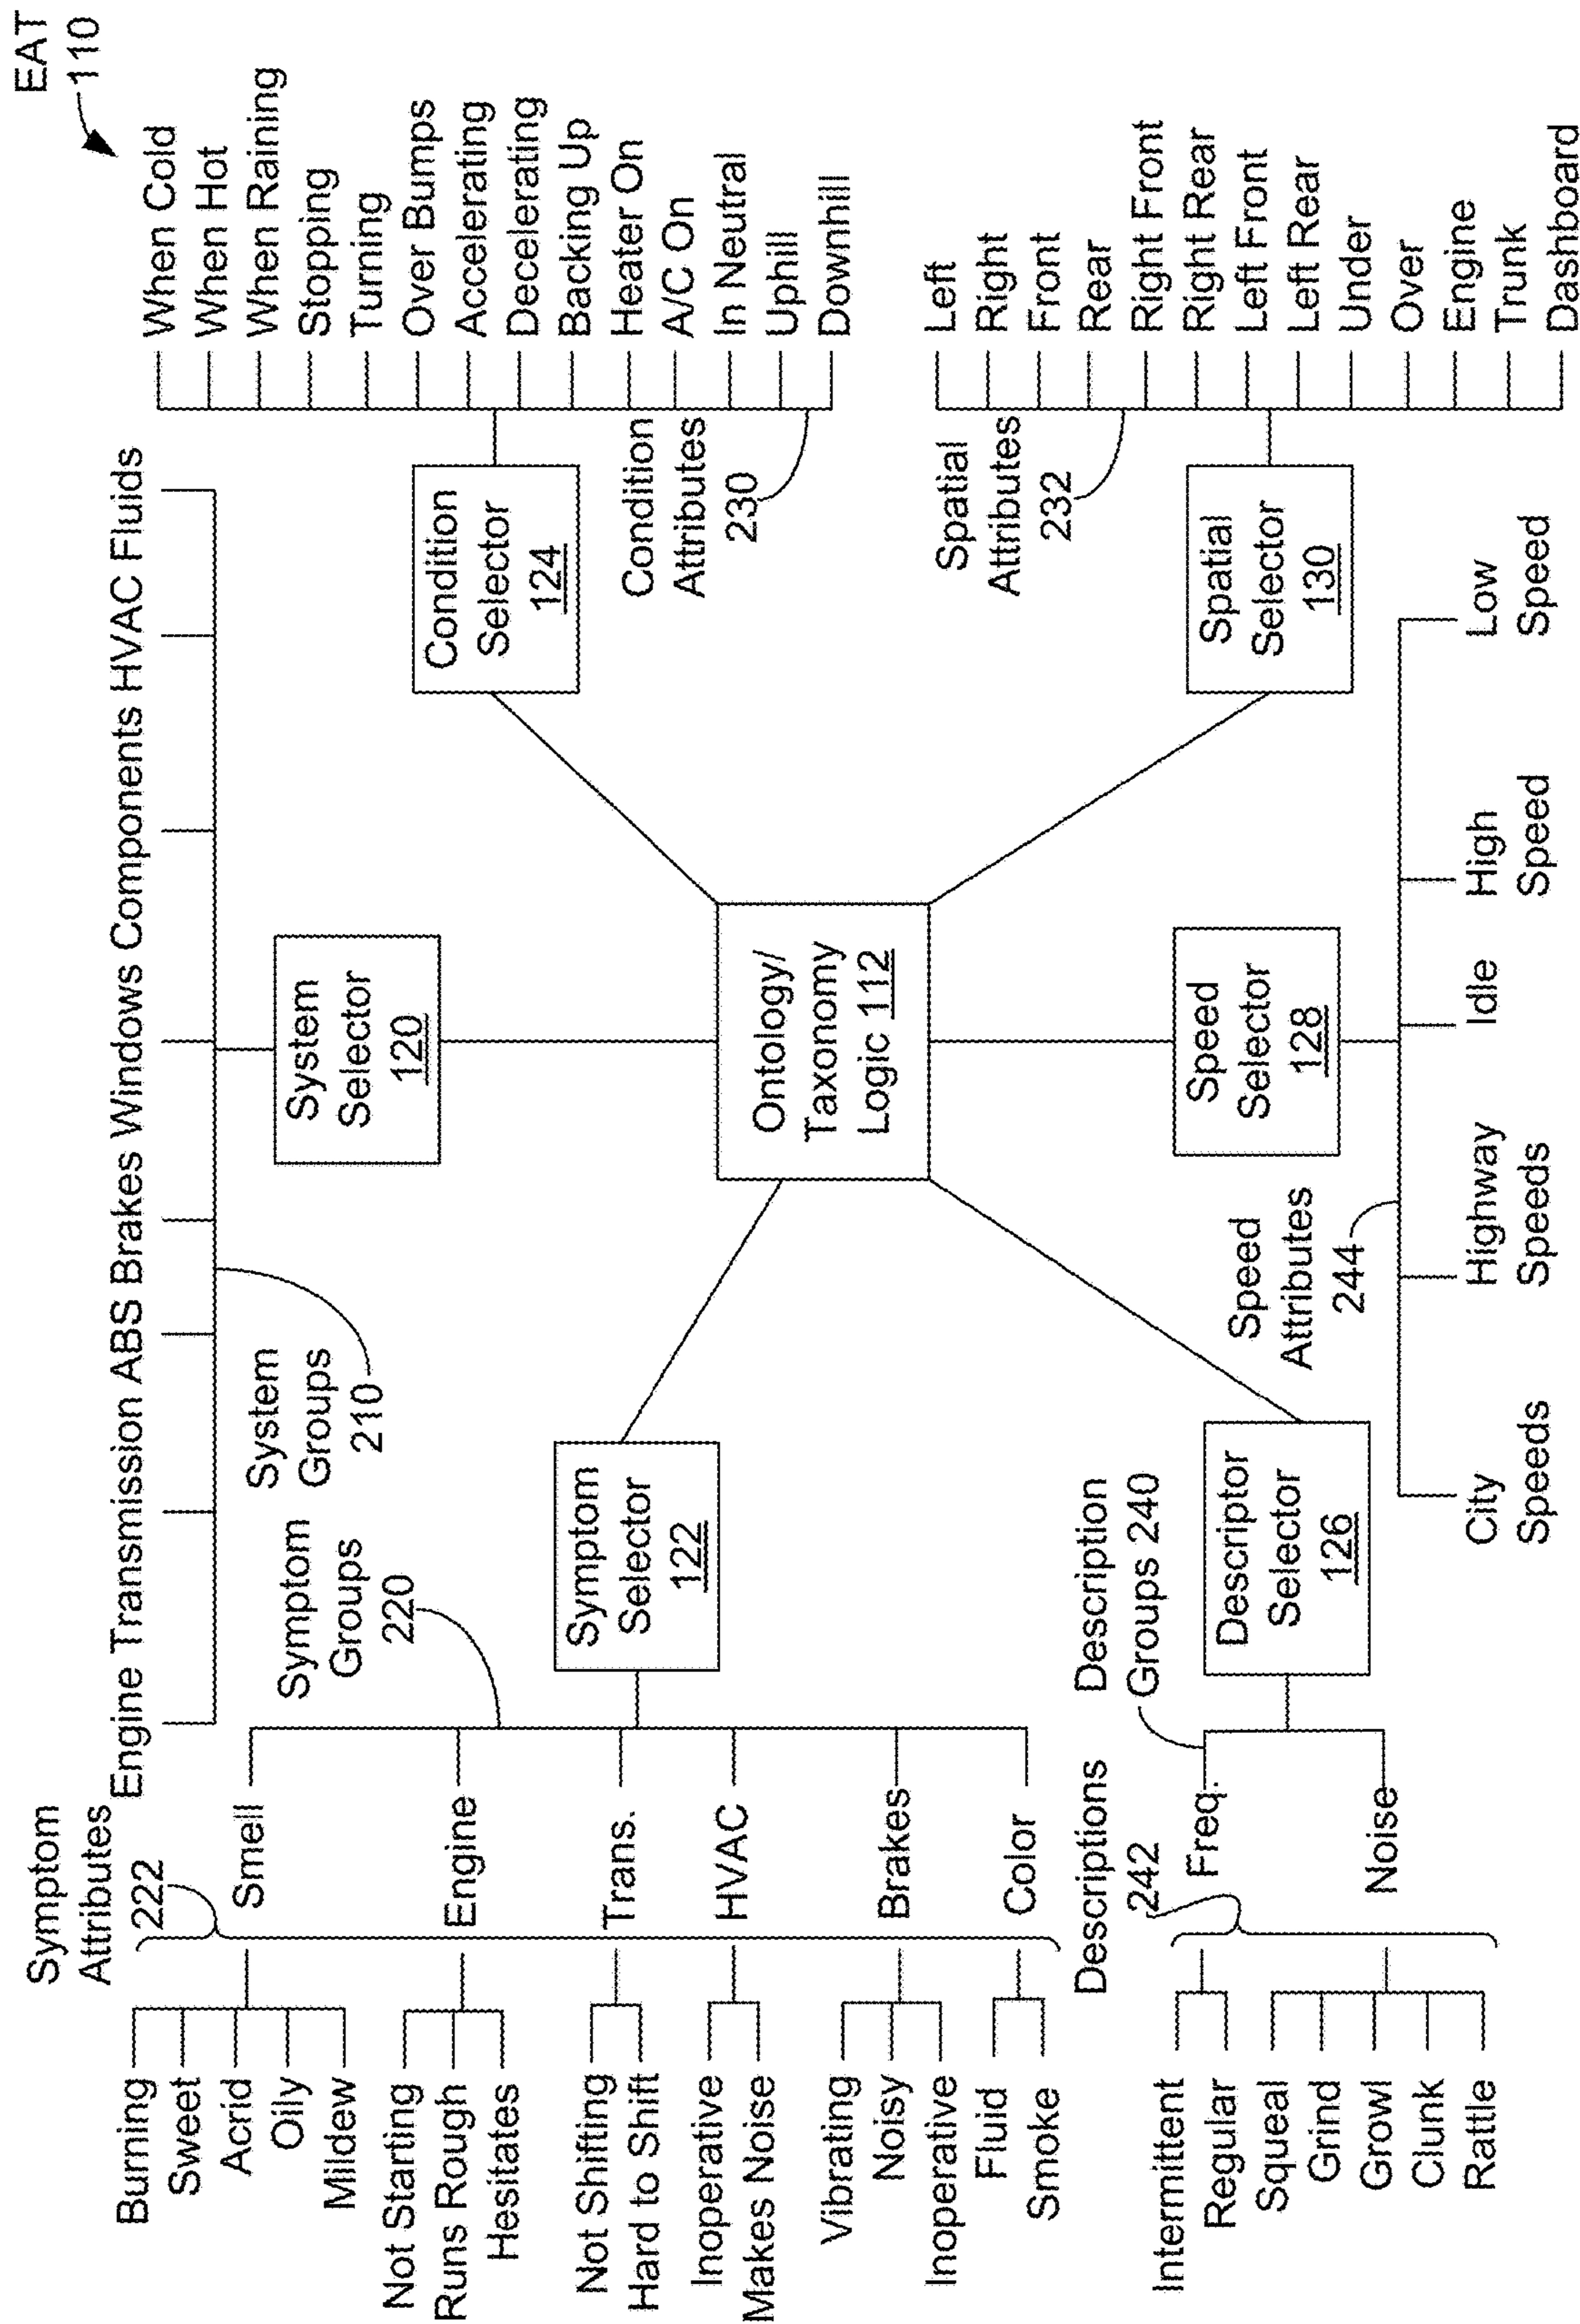 EAT
110
Engine Transmission ABS Brakes Windows Components HVAC Fluids
System
Groups
210
System
Selector
120
Symptom
Attributes
222
Burning
Sweet
Acrid
Oily
Mildew
Smell
Not Starting
Runs Rough
Hesitates
Engine
Not Shifting
Hard to Shift
Trans.
Inoperative
Makes Noise
HVAC
Vibrating
Noisy
Inoperative
Brakes
Fluid
Smoke
Color
Symptom
Groups
220
Symptom
Selector
122
Ontology/
Taxonomy
Logic 112
Condition
Selector
124
Condition
Attributes
230
When Cold
When Hot
When Raining
Stopping
Turning
Over Bumps
Accelerating
Decelerating
Backing Up
Heater On
A/C On
In Neutral
Uphill
Downhill
Descriptions
242
Intermittent
Regular
Freq.
Squeal
Grind
Growl
Clunk
Rattle
Noise
Description
Groups 240
Descriptor
Selector
126
Speed
Attributes
244
Speed
Selector
128
City
Speeds
Highway
Speeds
Idle
High
Speed
Low
Speed
Spatial
Attributes
232
Spatial
Selector
130
Left
Right
Front
Rear
Right Front
Right Rear
Left Front
Left Rear
Under
Over
Engine
Trunk
Dashboard